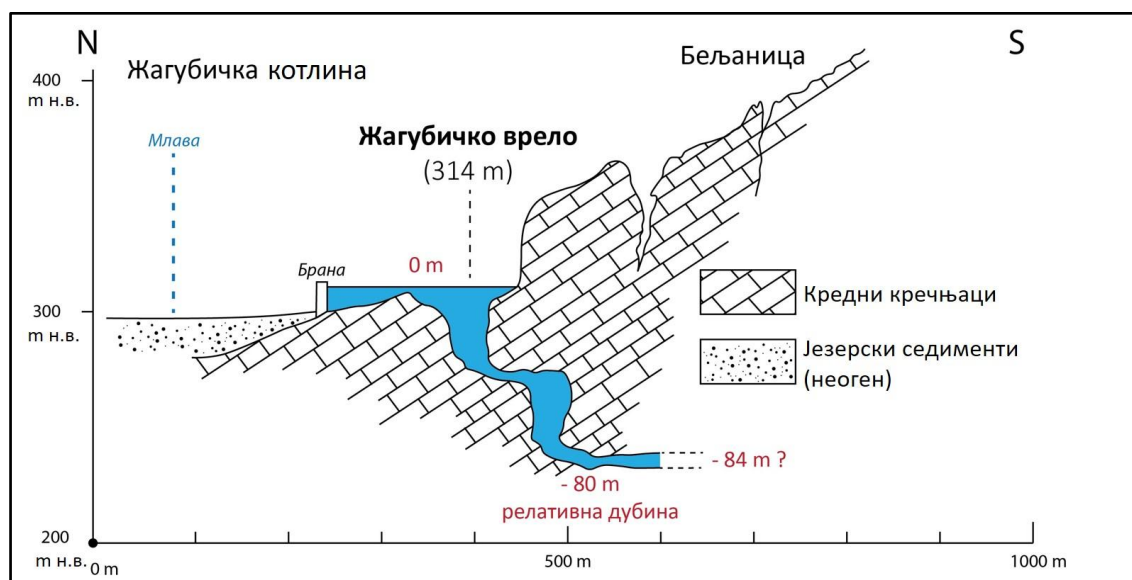 N
S
Жагубичка котлина
Бељаница
400
m н.в.
Млава
Жагубичко врело
(314 m)
Брана
0 m
300
m н.в.
Кредни кречњаци
Језерски седименти
(неоген)
- 84 m ?
- 80 m
релативна дубина
200
m н.в.
0 m
500 m
1000 m